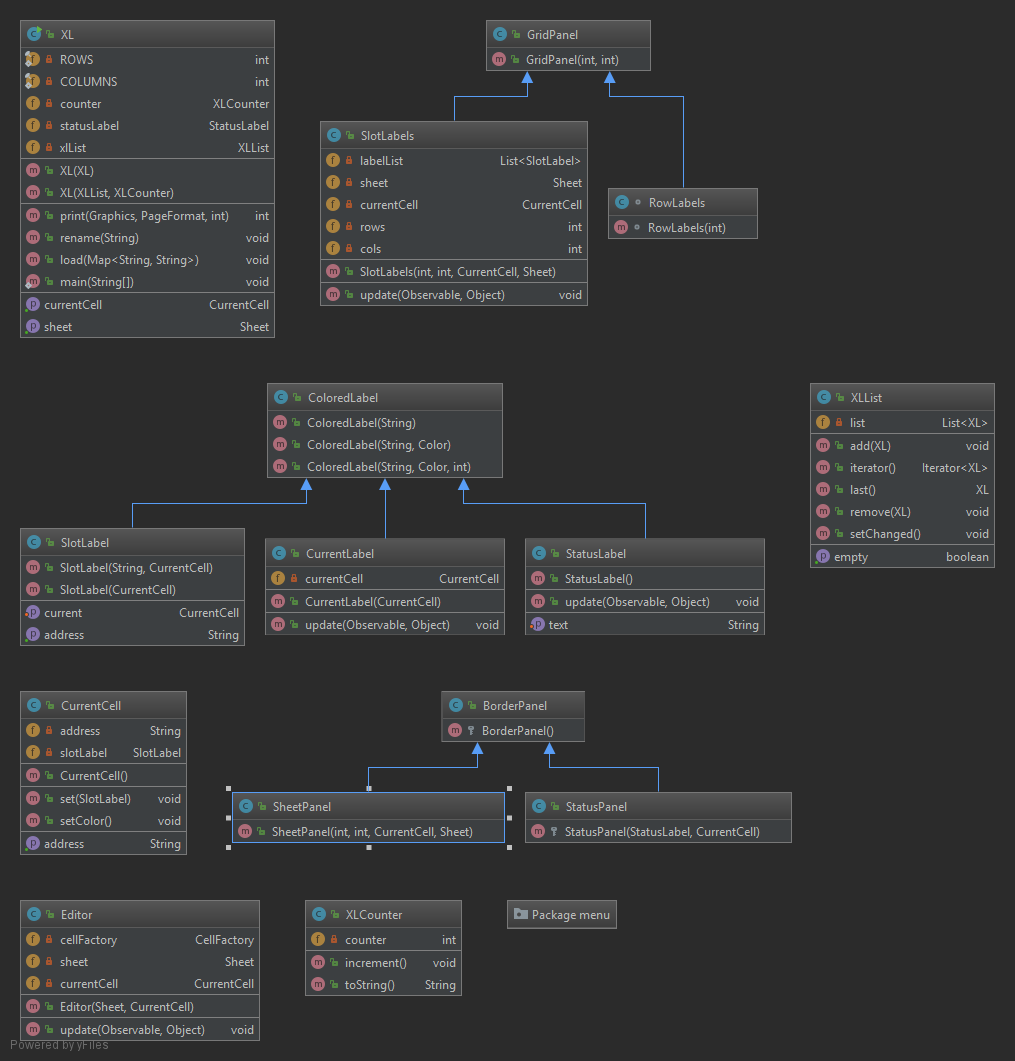 XL
ROWS int
COLUMNS int
counter XLCounter
statusLabel StatusLabel
xlList XLList
XL(XL)
XL(XLList, XLCounter)
print(Graphics, PageFormat, int) int
rename(String) void
load(Map<String, String>) void
main(String[]) void
currentCell CurrentCell
sheet Sheet
GridPanel
GridPanel(int, int)
SlotLabels
labelList List<SlotLabel>
sheet Sheet
currentCell CurrentCell
rows int
cols int
SlotLabels(int, int, CurrentCell, Sheet)
update(Observable, Object) void
RowLabels
RowLabels(int)
ColoredLabel
ColoredLabel(String)
ColoredLabel(String, Color)
ColoredLabel(String, Color, int)
XLList
list List<XL>
add(XL) void
iterator() Iterator<XL>
last() XL
remove(XL) void
setChanged() void
empty boolean
SlotLabel
SlotLabel(String, CurrentCell)
SlotLabel(CurrentCell)
current CurrentCell
address String
CurrentLabel
currentCell CurrentCell
CurrentLabel(CurrentCell)
update(Observable, Object) void
StatusLabel
StatusLabel()
update(Observable, Object) void
text String
CurrentCell
address String
slotLabel SlotLabel
CurrentCell()
set(SlotLabel) void
setColor() void
address String
BorderPanel
BorderPanel()
SheetPanel
SheetPanel(int, int, CurrentCell, Sheet)
StatusPanel
StatusPanel(StatusLabel, CurrentCell)
Editor
cellFactory CellFactory
sheet Sheet
currentCell CurrentCell
Editor(Sheet, CurrentCell)
update(Observable, Object) void
XLCounter
counter int
increment() void
toString() String
Package menu
Powered by yFiles